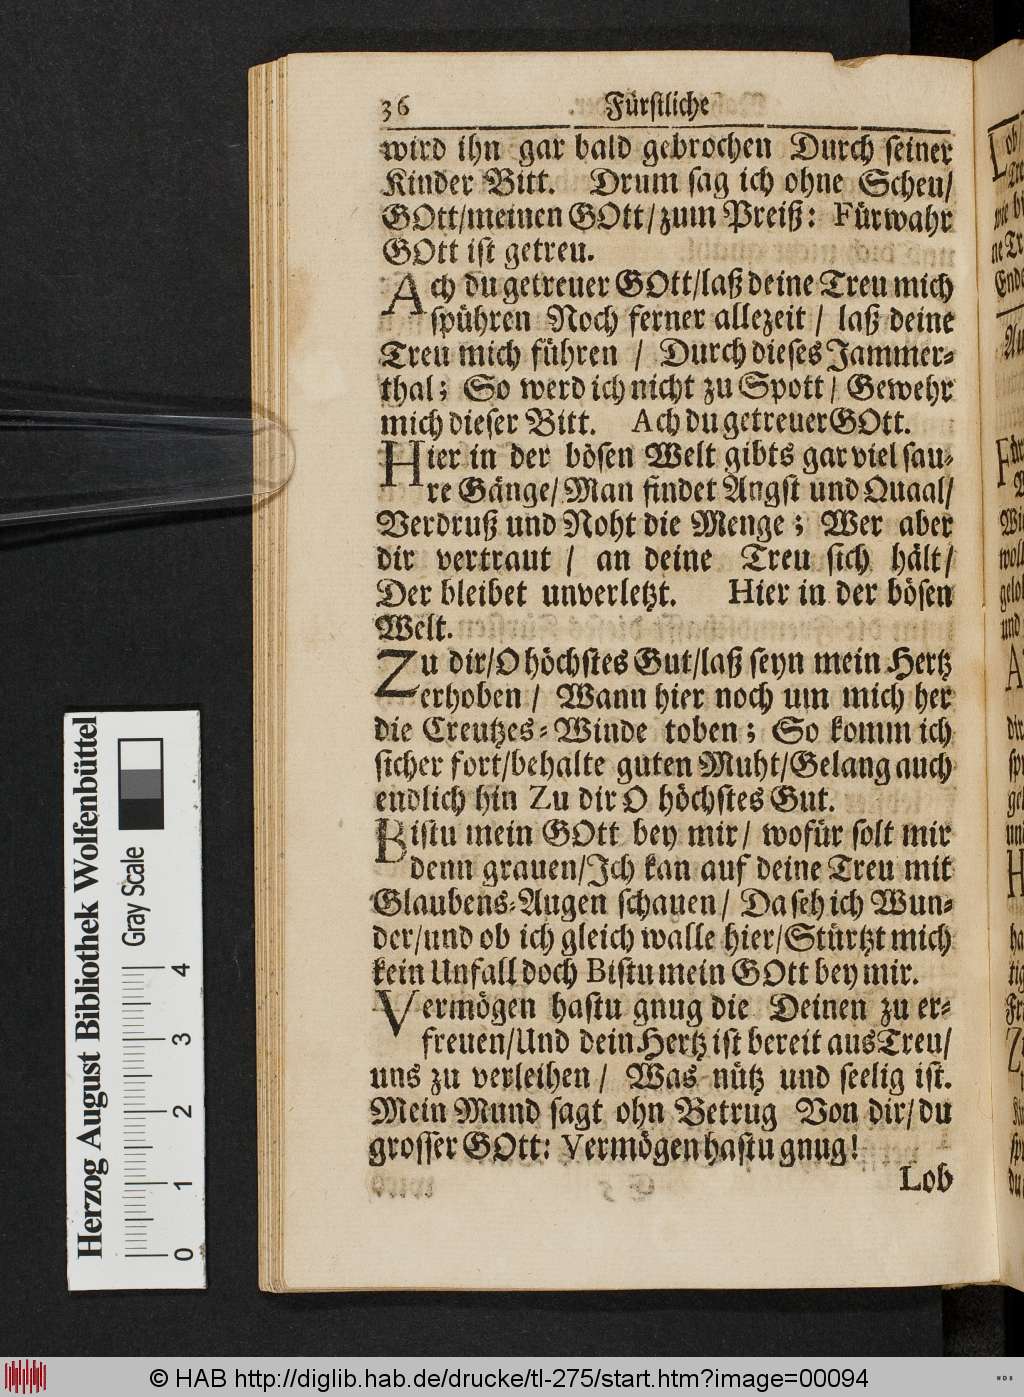 36 Fürstliche
wird ihn gar bald gebrochen Durch seiner
Kinder Bitt. Drum sag ich ohne Scheu/
GOtt/meinen GOtt/zum Preiß: Fürwahr
GOtt ist getreu.
Ach du getreuer GOtt/laß deine Treu mich
spühren Noch ferner allezeit / laß deine
Treu mich führen / Durch dieses Jammer-
thal; So werd ich nicht zu Spott/ Gewehr
mich dieser Bitt. Ach du getreuer GOtt.
Hier in der bösen Welt gibts gar viel sau-
re Gänge/Man findet Angst und Quaal/
Verdruß und Noht die Menge; Wer aber
dir vertraut / an deine Treu sich hält/
Der bleibet unverletzt. Hier in der bösen
Welt.
Zu dir/O höchstes Gut/laß seyn mein Hertz
erhoben / Wann hier noch um mich her
die Creutzes-Winde toben; So komm ich
sicher fort/behalte guten Muht/Gelang auch
endlich hin Zu dir O höchstes Gut.
Bistu mein GOtt bey mir/ wofür solt mir
denn grauen/Ich kan auf deine Treu mit
Glaubens-Augen schauen/ Da seh ich Wun-
der/und ob ich gleich walle hier/Stürtzt mich
kein Unfall doch Bistu mein GOtt bey mir.
Vermögen hastu gnug die Deinen zu er-
freuen/Und dein Hertz ist bereit aus Treu/
uns zu verleihen / Was nütz und seelig ist.
Mein Mund sagt ohn Betrug Von dir/du
grosser GOtt: Vermögen hastu gnug!
Lob
Herzog August Bibliothek Wolfenbüttel
Gray Scale
0 1 2 3 4
© HAB http://diglib.hab.de/drucke/tl-275/start.htm?image=00094